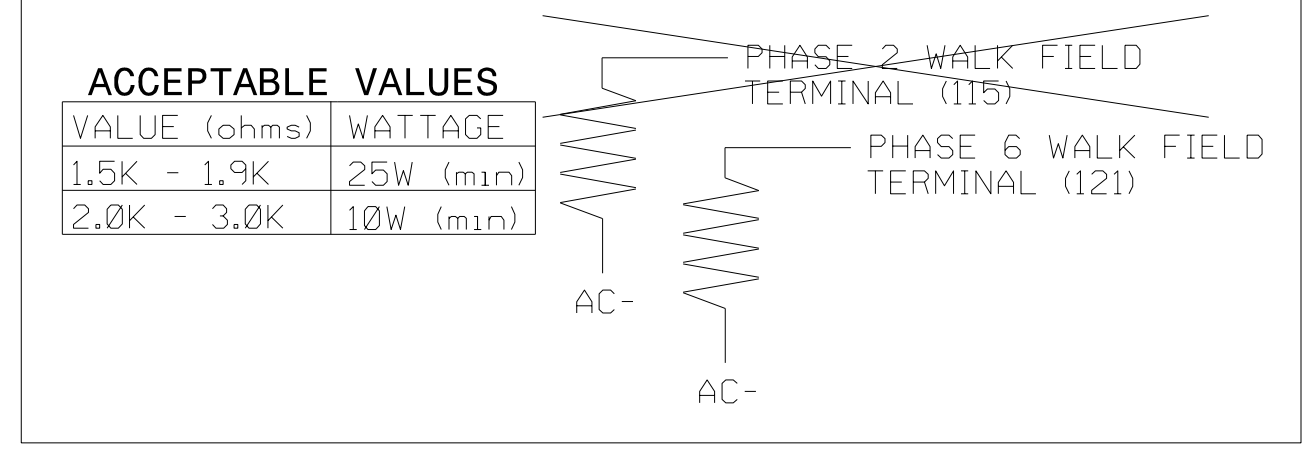 ACCEPTABLE VALUES
VALUE (ohms) WATTAGE
1.5K - 1.9K 25W (min)
2.0K - 3.0K 10W (min)
PHASE 2 WALK FIELD
TERMINAL (115)
AC-
PHASE 6 WALK FIELD
TERMINAL (121)
AC-